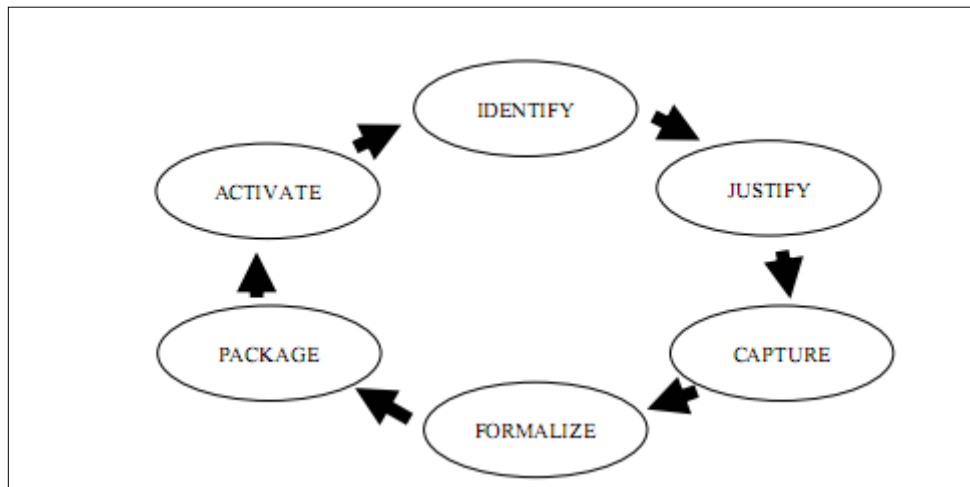 IDENTIFY
JUSTIFY
CAPTURE
FORMALIZE
PACKAGE
ACTIVATE